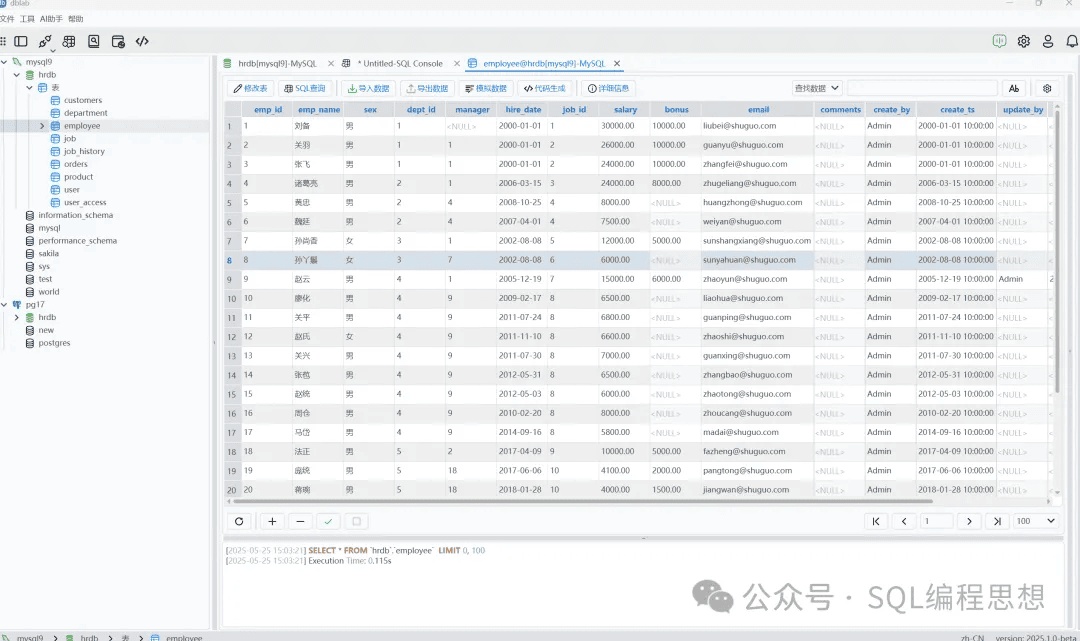 dblab
文件 工具 AI助手 帮助
mysql9
hrdb
表
customers
department
employee
job
job_history
orders
product
user
user_access
information_schema
mysql
performance_schema
sakila
sys
test
world
pg17
hrdb
new
postgres
hrdb[mysql9]-MySQL
* Untitled-SQL Console
employee@hrdb[mysql9]-MySQL
修改表 SQL查询 导入数据 导出数据 模拟数据 代码生成 详细信息 查找数据 Ab
emp_id emp_name sex dept_id manager hire_date job_id salary bonus email comments create_by create_ts update_by
1 1 刘备 男 1 <NULL> 2000-01-01 1 30000.00 10000.00 liubei@shuguo.com <NULL> Admin 2000-01-01 10:00:00 <NULL>
2 2 关羽 男 1 1 2000-01-01 2 26000.00 10000.00 guanyu@shuguo.com <NULL> Admin 2000-01-01 10:00:00 <NULL>
3 3 张飞 男 1 1 2000-01-01 2 24000.00 10000.00 zhangfei@shuguo.com <NULL> Admin 2000-01-01 10:00:00 <NULL>
4 4 诸葛亮 男 2 1 2006-03-15 3 24000.00 8000.00 zhugeliang@shuguo.com <NULL> Admin 2006-03-15 10:00:00 <NULL>
5 5 黄忠 男 2 4 2008-10-25 4 8000.00 <NULL> huangzhong@shuguo.com <NULL> Admin 2008-10-25 10:00:00 <NULL>
6 6 魏延 男 2 4 2007-04-01 4 7500.00 <NULL> weiyan@shuguo.com <NULL> Admin 2007-04-01 10:00:00 <NULL>
7 7 孙尚香 女 3 1 2002-08-08 5 12000.00 5000.00 sunshangxiang@shuguo.com <NULL> Admin 2002-08-08 10:00:00 <NULL>
8 8 孙丫鬟 女 3 7 2002-08-08 6 6000.00 <NULL> sunyahuan@shuguo.com <NULL> Admin 2002-08-08 10:00:00 <NULL>
9 9 赵云 男 4 1 2005-12-19 7 15000.00 6000.00 zhaoyun@shuguo.com <NULL> Admin 2005-12-19 10:00:00 Admin 2
10 10 廖化 男 4 9 2009-02-17 8 6500.00 <NULL> liaohua@shuguo.com <NULL> Admin 2009-02-17 10:00:00 <NULL>
11 11 关平 男 4 9 2011-07-24 8 6800.00 <NULL> guanping@shuguo.com <NULL> Admin 2011-07-24 10:00:00 <NULL>
12 12 赵氏 女 4 9 2011-11-10 8 6600.00 <NULL> zhaoshi@shuguo.com <NULL> Admin 2011-11-10 10:00:00 <NULL>
13 13 关兴 男 4 9 2011-07-30 8 7000.00 <NULL> guanxing@shuguo.com <NULL> Admin 2011-07-30 10:00:00 <NULL>
14 14 张苞 男 4 9 2012-05-31 8 6500.00 <NULL> zhangbao@shuguo.com <NULL> Admin 2012-05-31 10:00:00 <NULL>
15 15 赵统 男 4 9 2012-05-03 8 6000.00 <NULL> zhaotong@shuguo.com <NULL> Admin 2012-05-03 10:00:00 <NULL>
16 16 周仓 男 4 9 2010-02-20 8 8000.00 <NULL> zhoucang@shuguo.com <NULL> Admin 2010-02-20 10:00:00 <NULL>
17 17 马岱 男 4 9 2014-09-16 8 5800.00 <NULL> madai@shuguo.com <NULL> Admin 2014-09-16 10:00:00 <NULL>
18 18 法正 男 5 2 2017-04-09 9 10000.00 5000.00 fazheng@shuguo.com <NULL> Admin 2017-04-09 10:00:00 <NULL>
19 19 庞统 男 5 18 2017-06-06 10 4100.00 2000.00 pangtong@shuguo.com <NULL> Admin 2017-06-06 10:00:00 <NULL>
20 20 蒋琬 男 5 18 2018-01-28 10 4000.00 1500.00 jiangwan@shuguo.com <NULL> Admin 2018-01-28 10:00:00 <NULL>
1 100
[2025-05-25 15:03:21] SELECT * FROM `hrdb`.`employee` LIMIT 0, 100
[2025-05-25 15:03:21] Execution Time: 0.115s
公众号 · SQL编程思想
mysql9 > hrdb > 表 > employee
zh-CN version: 2025.1.0-beta